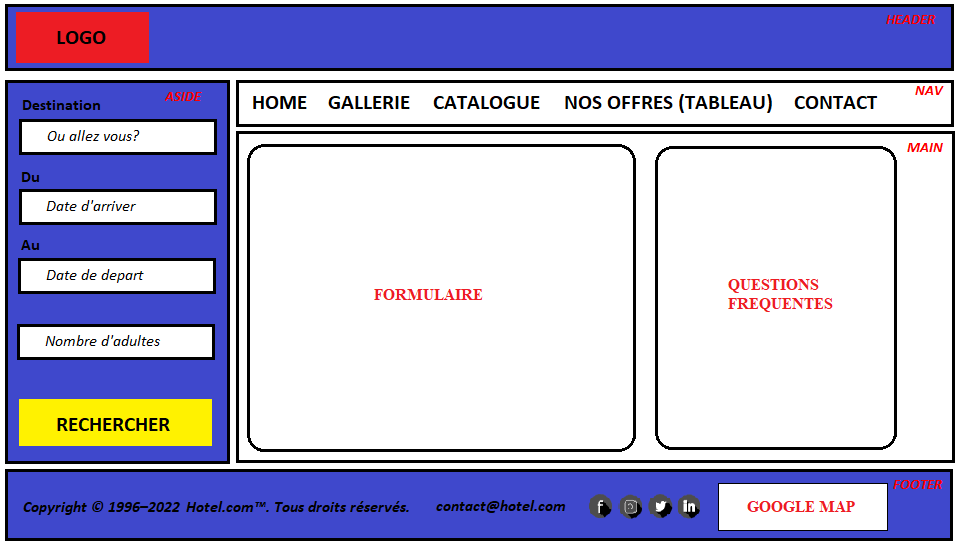 LOGO
HEADER
ASIDE
Destination
Ou allez vous?
Du
Date d'arriver
Au
Date de depart
Nombre d'adultes
RECHERCHER
NAV
HOME GALLERIE CATALOGUE NOS OFFRES (TABLEAU) CONTACT
MAIN
FORMULAIRE
QUESTIONS
FREQUENTES
FOOTER
Copyright © 1996–2022 Hotel.com™. Tous droits réservés. contact@hotel.com
GOOGLE MAP